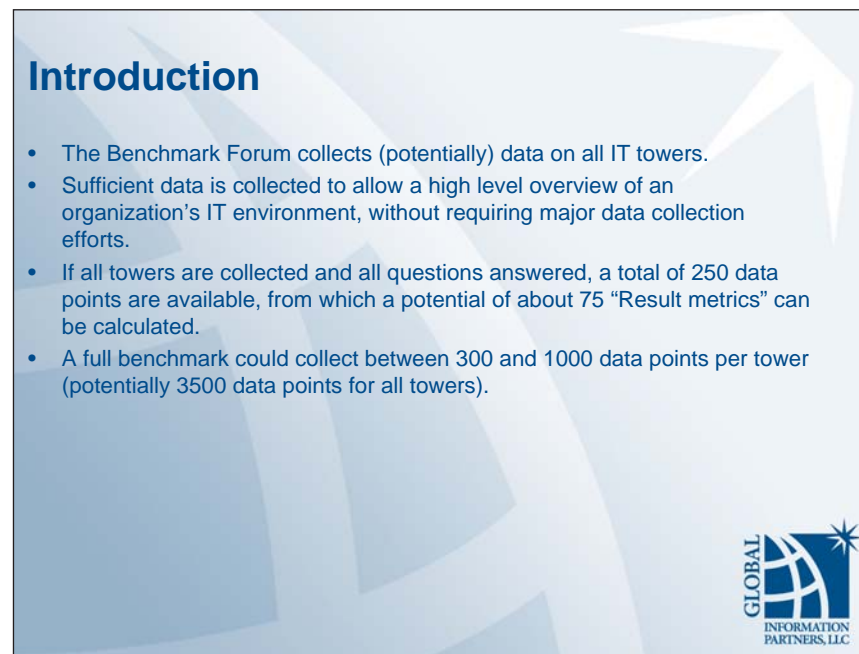 Introduction
• The Benchmark Forum collects (potentially) data on all IT towers.
• Sufficient data is collected to allow a high level overview of an
organization's IT environment, without requiring major data collection
efforts.
• If all towers are collected and all questions answered, a total of 250 data
points are available, from which a potential of about 75 “Result metrics” can
be calculated.
• A full benchmark could collect between 300 and 1000 data points per tower
(potentially 3500 data points for all towers).
GLOBAL
INFORMATION
PARTNERS, LLC